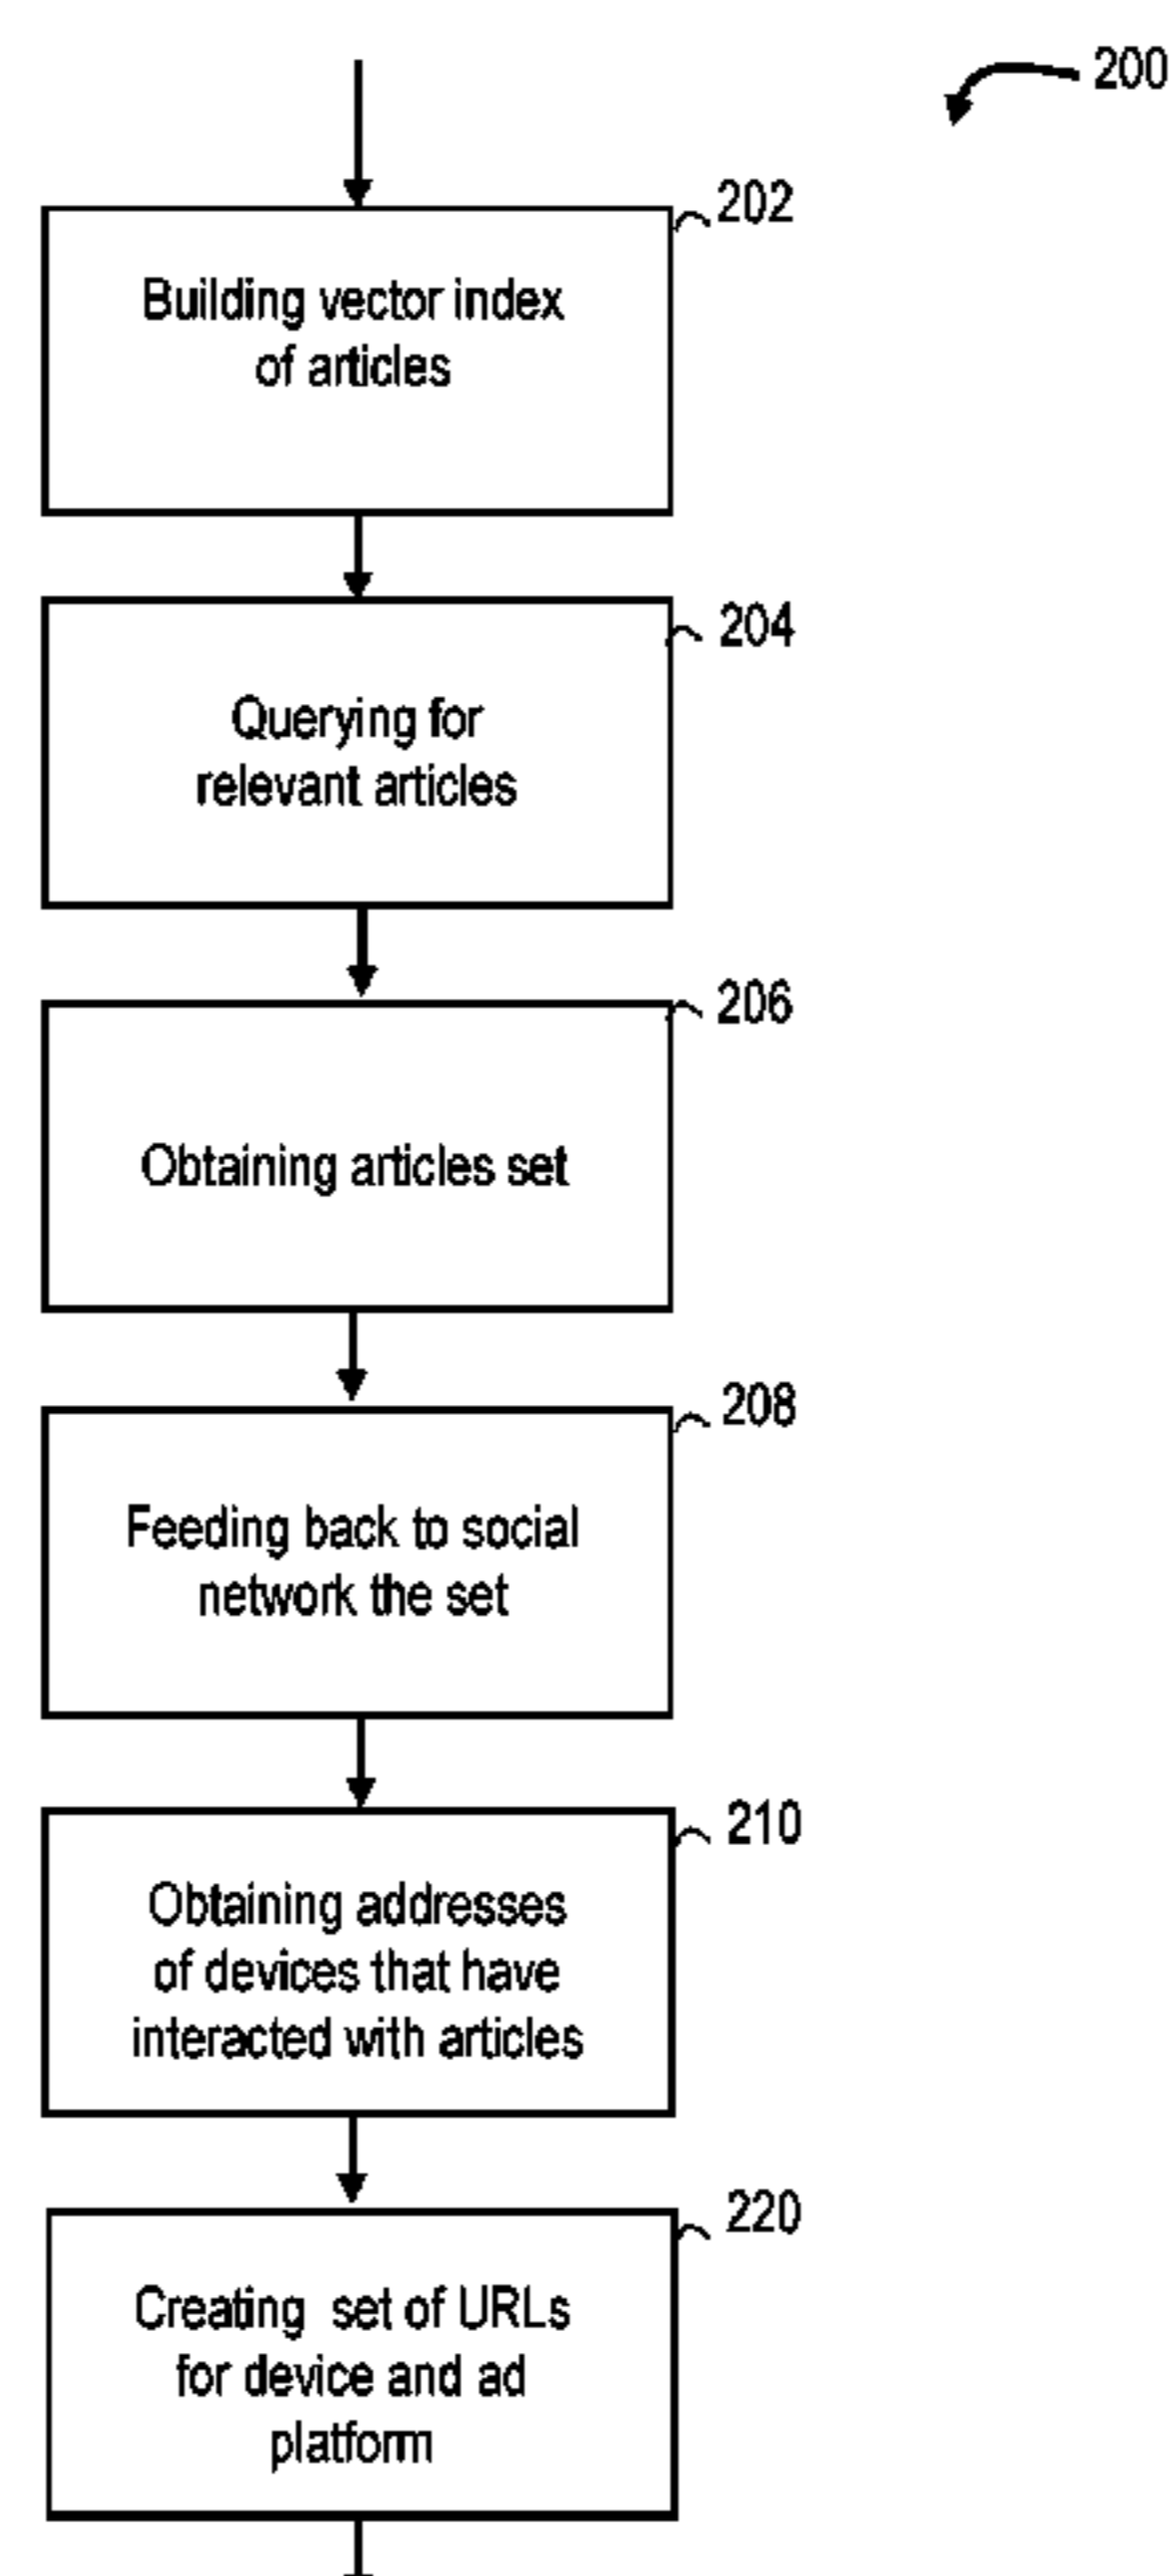 200
202
Building vector index
of articles
204
Querying for
relevant articles
206
Obtaining articles set
208
Feeding back to social
network the set
210
Obtaining addresses
of devices that have
interacted with articles
220
Creating set of URLs
for device and ad
platform